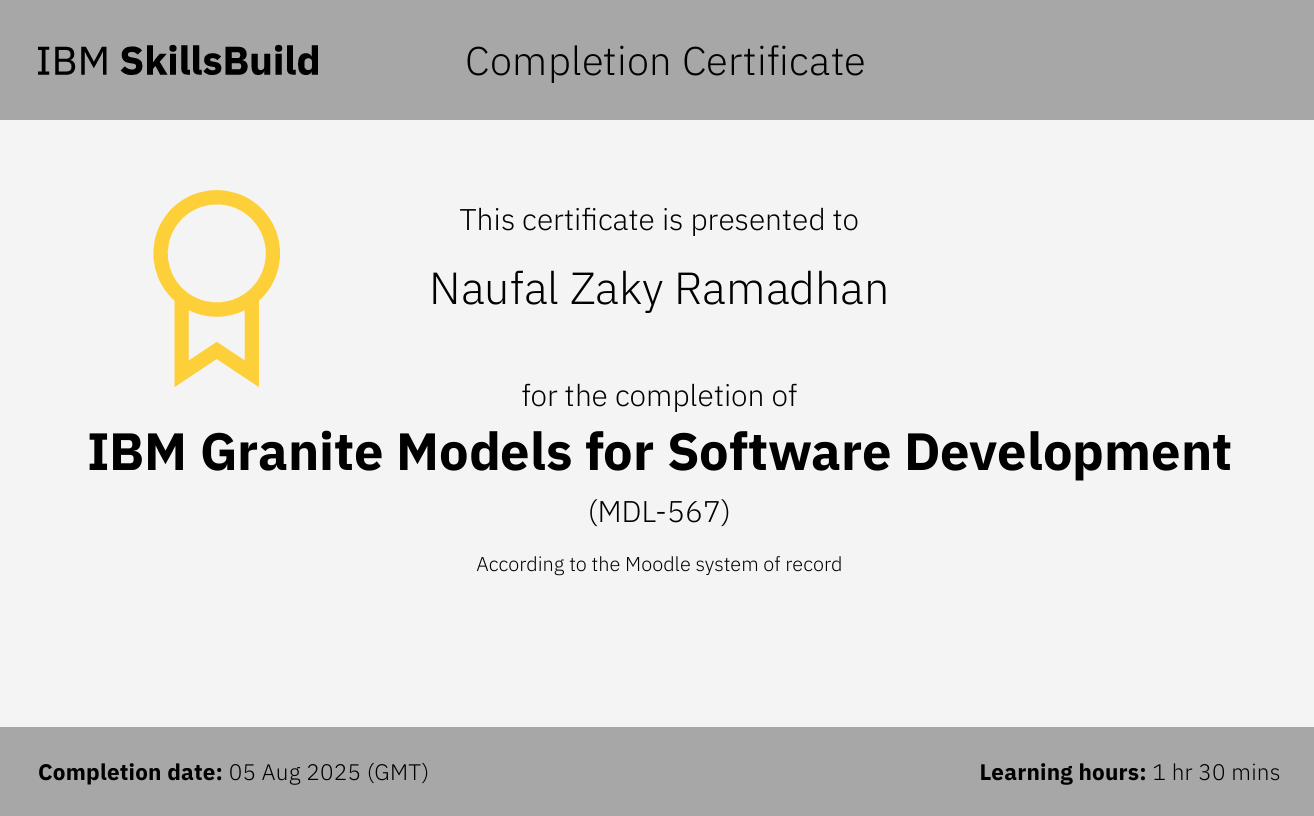 IBM SkillsBuild
Completion Certificate
This certificate is presented to
Naufal Zaky Ramadhan
for the completion of
IBM Granite Models for Software Development
(MDL-567)
According to the Moodle system of record
Completion date: 05 Aug 2025 (GMT)
Learning hours: 1 hr 30 mins